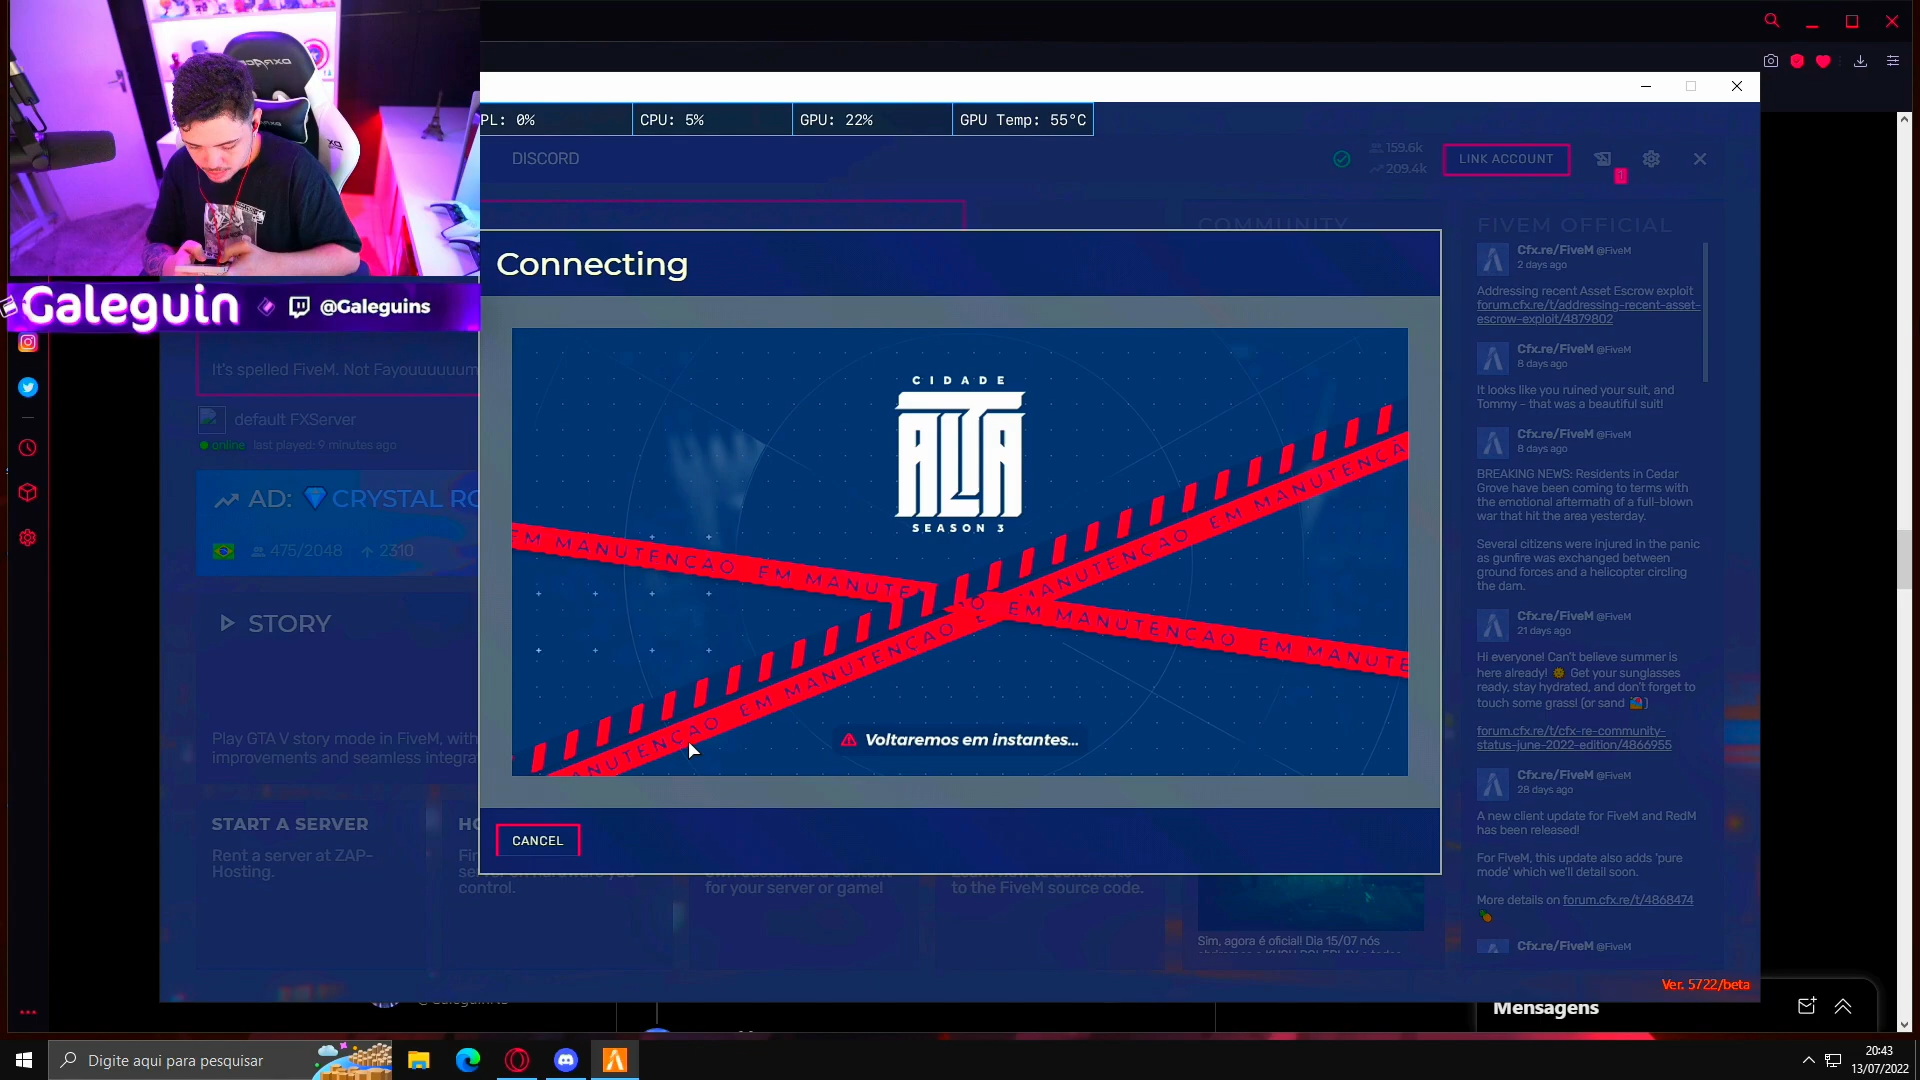 PL: 0%
CPU: 5%
GPU: 22%
GPU Temp: 55°C
DISCORD
159.6k
209.4k
LINK ACCOUNT
1
Galeguin
@Galeguins
Connecting
COMMUNITY
CIDADE
ALTA
SEASON 3
EM MANUTENCAO EM MANUTE
EM MANUTENCAO EM MANUTE
MANUTENÇAO EM MANUTENÇAO
MANUTENÇAO EM MANUTENCA
Voltaremos em instantes...
CANCEL
It's spelled FiveM. Not Fayouuuuuum
default FXServer
online last played: 9 minutes ago
AD: CRYSTAL RO
475/2048 2310
STORY
Play GTA V story mode in FiveM, with
improvements and seamless integra
START A SERVER
Rent a server at ZAP-
Hosting.
control.
for your server or game!
to the FiveM source code.
Sim, agora é oficial! Dia 15/07 nós
FIVEM OFFICIAL
Cfx.re/FiveM @FiveM
2 days ago
Addressing recent Asset Escrow exploit
forum.cfx.re/t/addressing-recent-asset-
escrow-exploit/4879802
Cfx.re/FiveM @FiveM
8 days ago
It looks like you ruined your suit, and
Tommy – that was a beautiful suit!
Cfx.re/FiveM @FiveM
8 days ago
BREAKING NEWS: Residents in Cedar
Grove have been coming to terms with
the emotional aftermath of a full-blown
war that hit the area yesterday.
Several citizens were injured in the panic
as gunfire was exchanged between
ground forces and a helicopter circling
the dam.
Cfx.re/FiveM @FiveM
21 days ago
Hi everyone! Can't believe summer is
here already! 🌞 Get your sunglasses
ready, stay hydrated, and don't forget to
touch some grass! (or sand 🏖)
forum.cfx.re/t/cfx-re-community-
status-june-2022-edition/4866955
Cfx.re/FiveM @FiveM
28 days ago
A new client update for FiveM and RedM
has been released!
For FiveM, this update also adds 'pure
mode' which we'll detail soon.
More details on forum.cfx.re/t/4868474
Cfx.re/FiveM @FiveM
Ver. 5722/beta
Mensagens
Digite aqui para pesquisar
20:43
13/07/2022